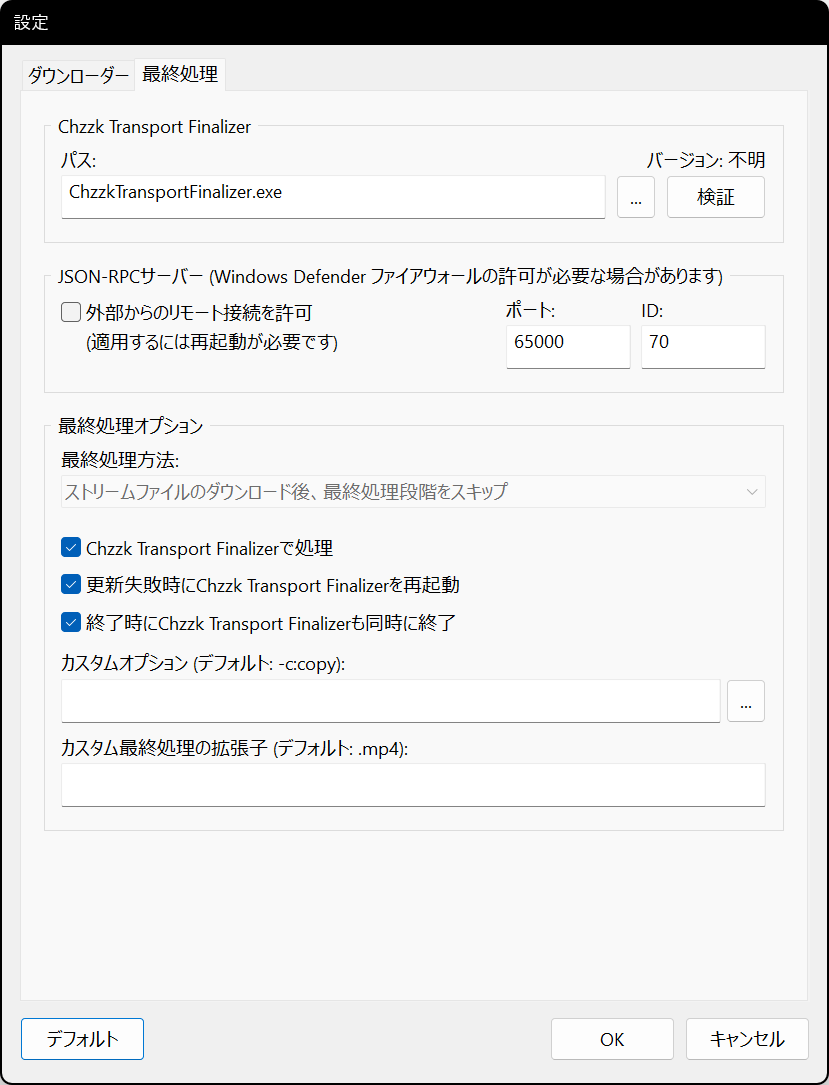 設定
ダウンローダー 最終処理
Chzzk Transport Finalizer
パス: バージョン: 不明
ChzzkTransportFinalizer.exe ... 検証
JSON-RPCサーバー (Windows Defender ファイアウォールの許可が必要な場合があります)
外部からのリモート接続を許可 ポート: ID:
(適用するには再起動が必要です) 65000 70
最終処理オプション
最終処理方法:
ストリームファイルのダウンロード後、最終処理段階をスキップ
Chzzk Transport Finalizerで処理
更新失敗時にChzzk Transport Finalizerを再起動
終了時にChzzk Transport Finalizerも同時に終了
カスタムオプション (デフォルト: -c:copy):
...
カスタム最終処理の拡張子 (デフォルト: .mp4):
デフォルト OK キャンセル